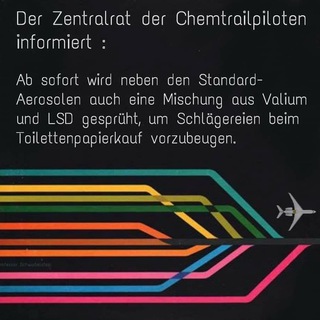 Der Zentralrat der Chemtrailpiloten
informiert :
Ab sofort wird neben den Standard-
Aerosolen auch eine Mischung aus Valium
und LSD gesprüht, um Schlägereien beim
Toilettenpapierkauf vorzubeugen.